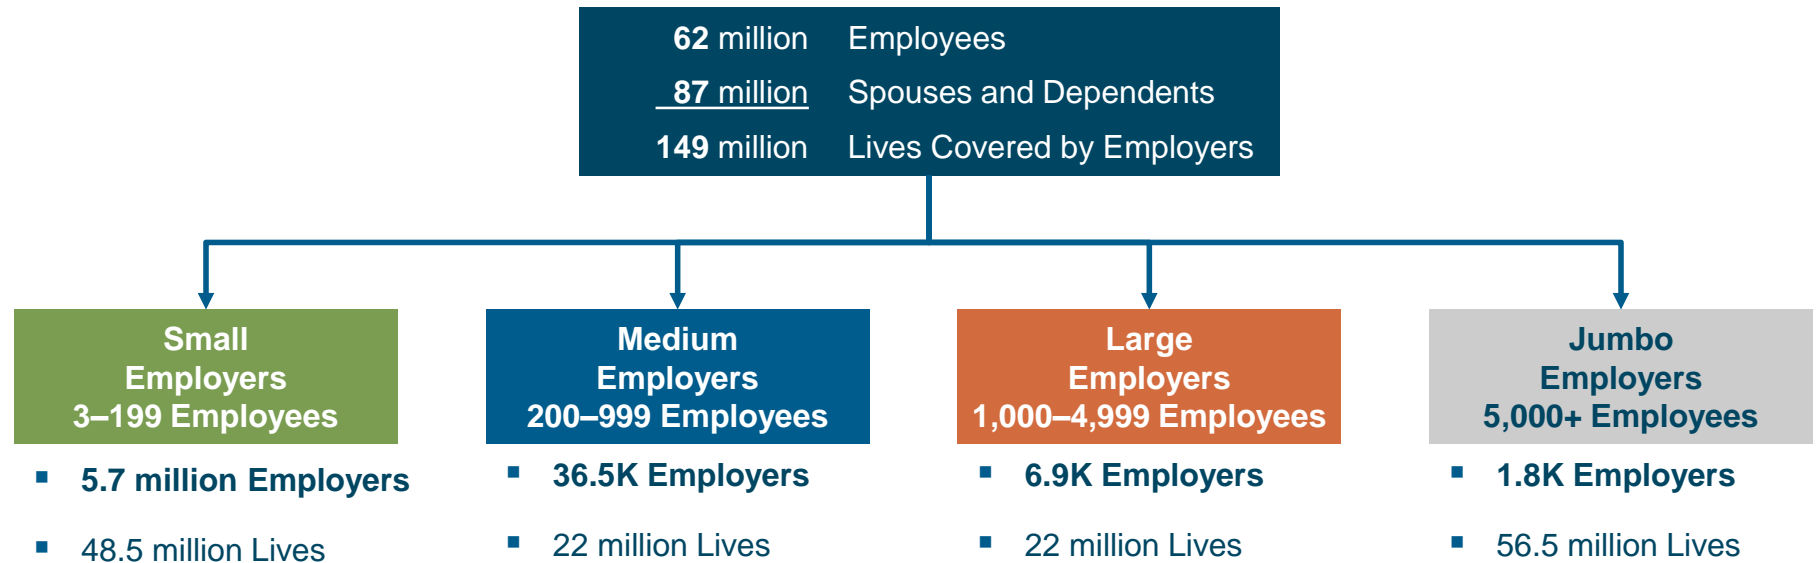 62 million Employees
87 million Spouses and Dependents
149 million Lives Covered by Employers
Small
Employers
3–199 Employees
▪ 5.7 million Employers
▪ 48.5 million Lives
Medium
Employers
200–999 Employees
▪ 36.5K Employers
▪ 22 million Lives
Large
Employers
1,000–4,999 Employees
▪ 6.9K Employers
▪ 22 million Lives
Jumbo
Employers
5,000+ Employees
▪ 1.8K Employers
▪ 56.5 million Lives